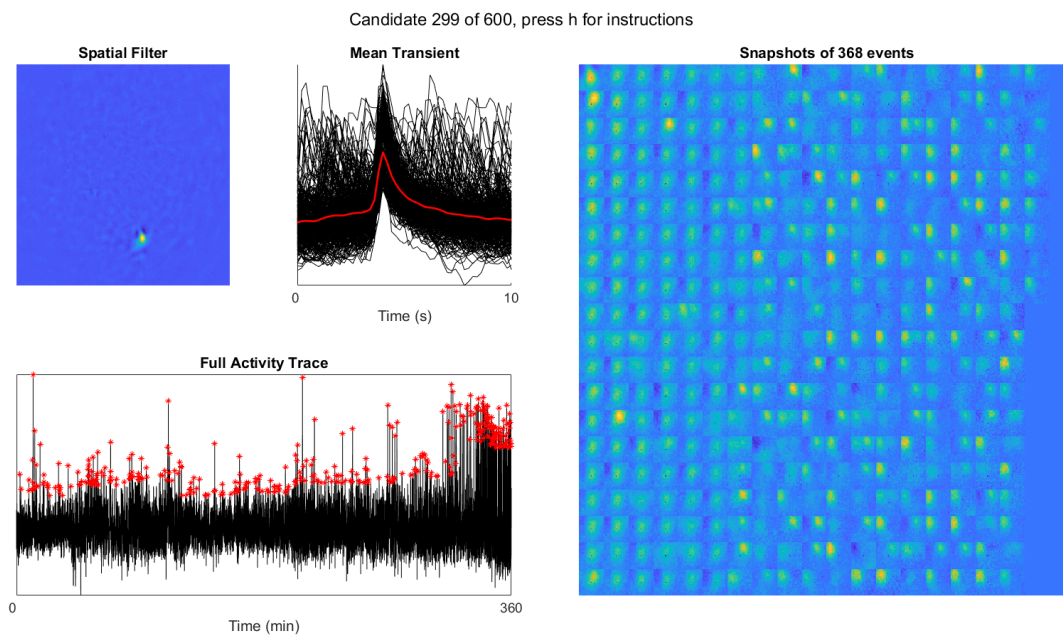 Candidate 299 of 600, press h for instructions
Spatial Filter
Mean Transient
Snapshots of 368 events
0
10
Time (s)
Full Activity Trace
0
360
Time (min)